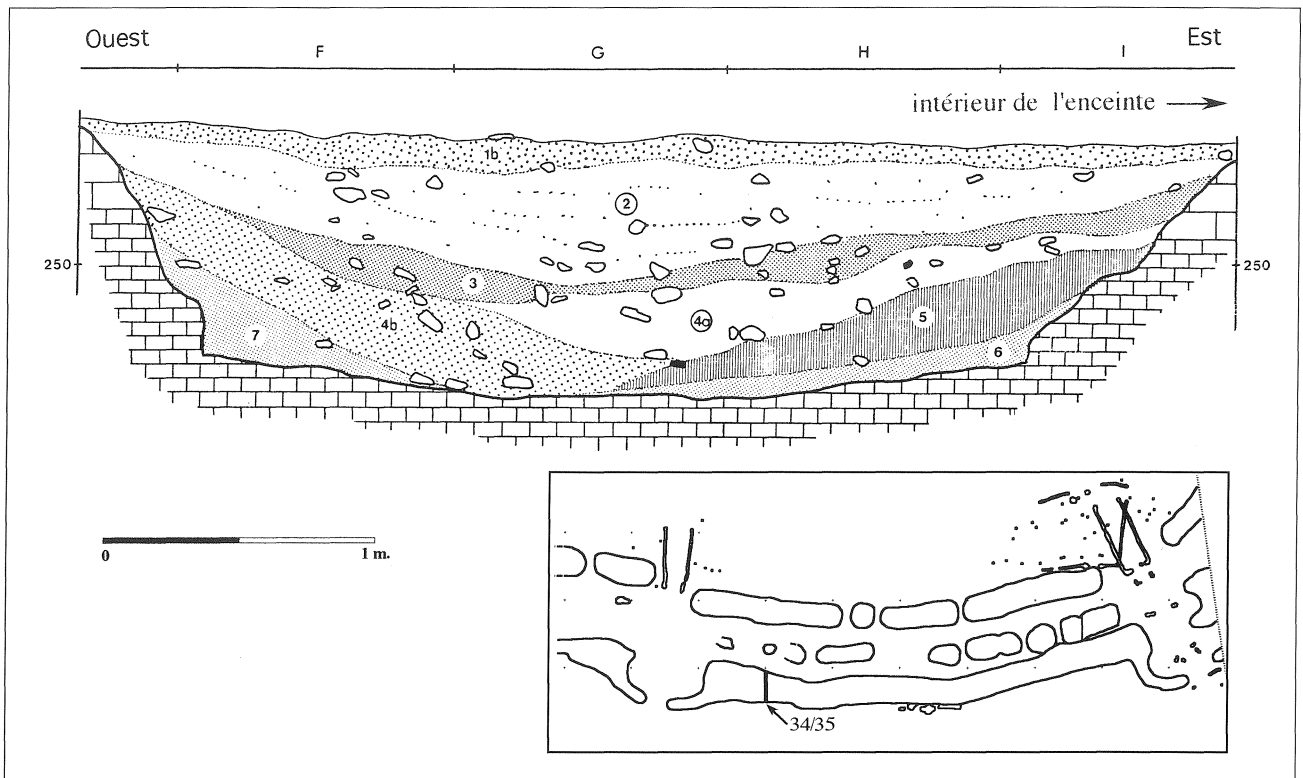 Ouest Est
F G H I
intérieur de l'enceinte
1b
2
250 250
3
4a
5
4b
7
6
0 1 m.
34/35